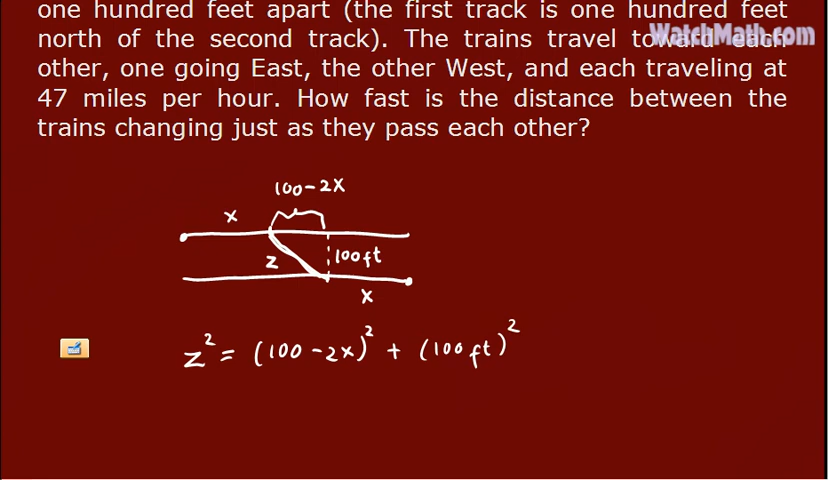 one hundred feet apart (the first track is one hundred feet
north of the second track). The trains travel toward each
WatchMath.com
other, one going East, the other West, and each traveling at
47 miles per hour. How fast is the distance between the
trains changing just as they pass each other?
100-2x
x
z
100ft
x
z² = (100 - 2x)² + (100 ft)²